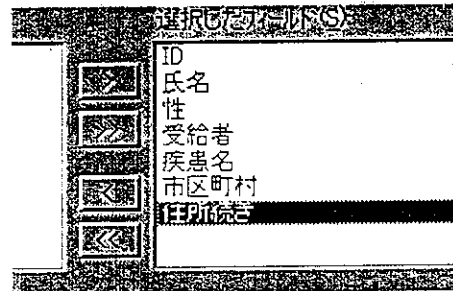 選択したフィールド(S)
>
>>
<
<<
ID
氏名
性
受給者
疾患名
市区町村
住所続き